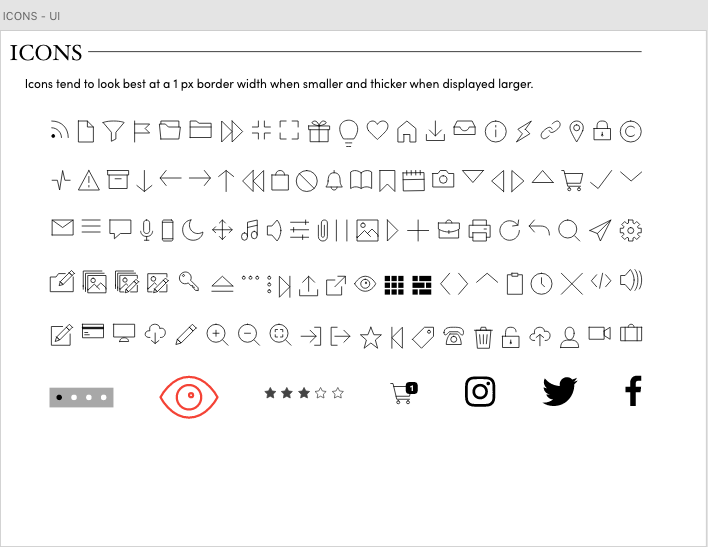 ICONS - UI
ICONS
Icons tend to look best at a 1 px border width when smaller and thicker when displayed larger.
1